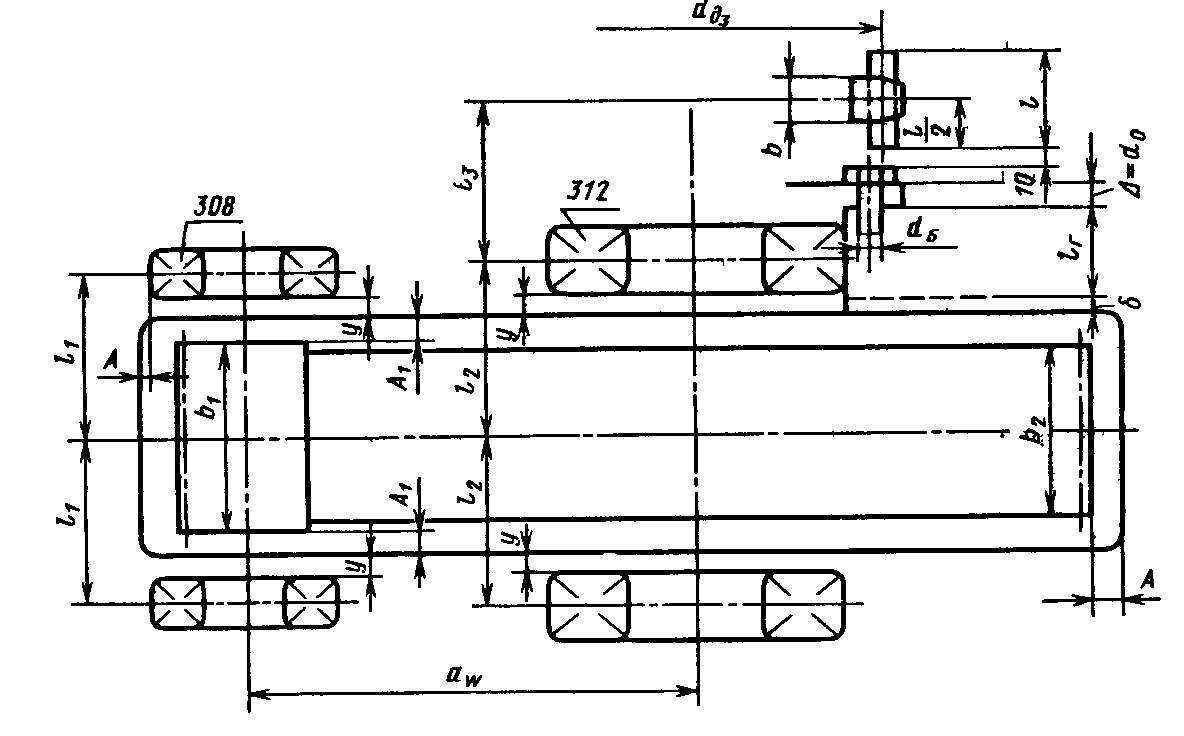 d∂₃
l
b
l/2
10
Δ=d₀
l₃
308
312
dБ
lг
δ
y
y
A
A₁
l₁
l₂
b₁
b₂
l₁
A₁
l₂
y
y
A
aw